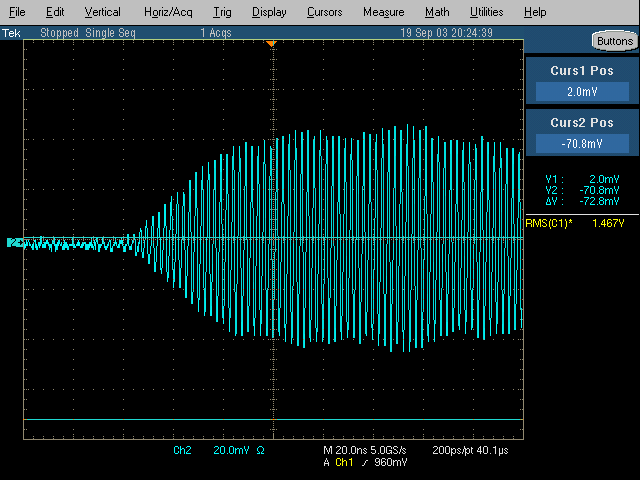 File Edit Vertical Horiz/Acq Trig Display Cursors Measure Math Utilities Help
Tek Stopped Single Seq 1 Acqs 19 Sep 03 20:24:39
Buttons
Curs1 Pos
2.0mV
Curs2 Pos
-70.8mV
V1 : 2.0mV
V2 : -70.8mV
ΔV : -72.8mV
RMS(C1)* 1.467V
Ch2 20.0mV Ω M 20.0ns 5.0GS/s 200ps/pt 40.1µs
A Ch1 ∕ 960mV